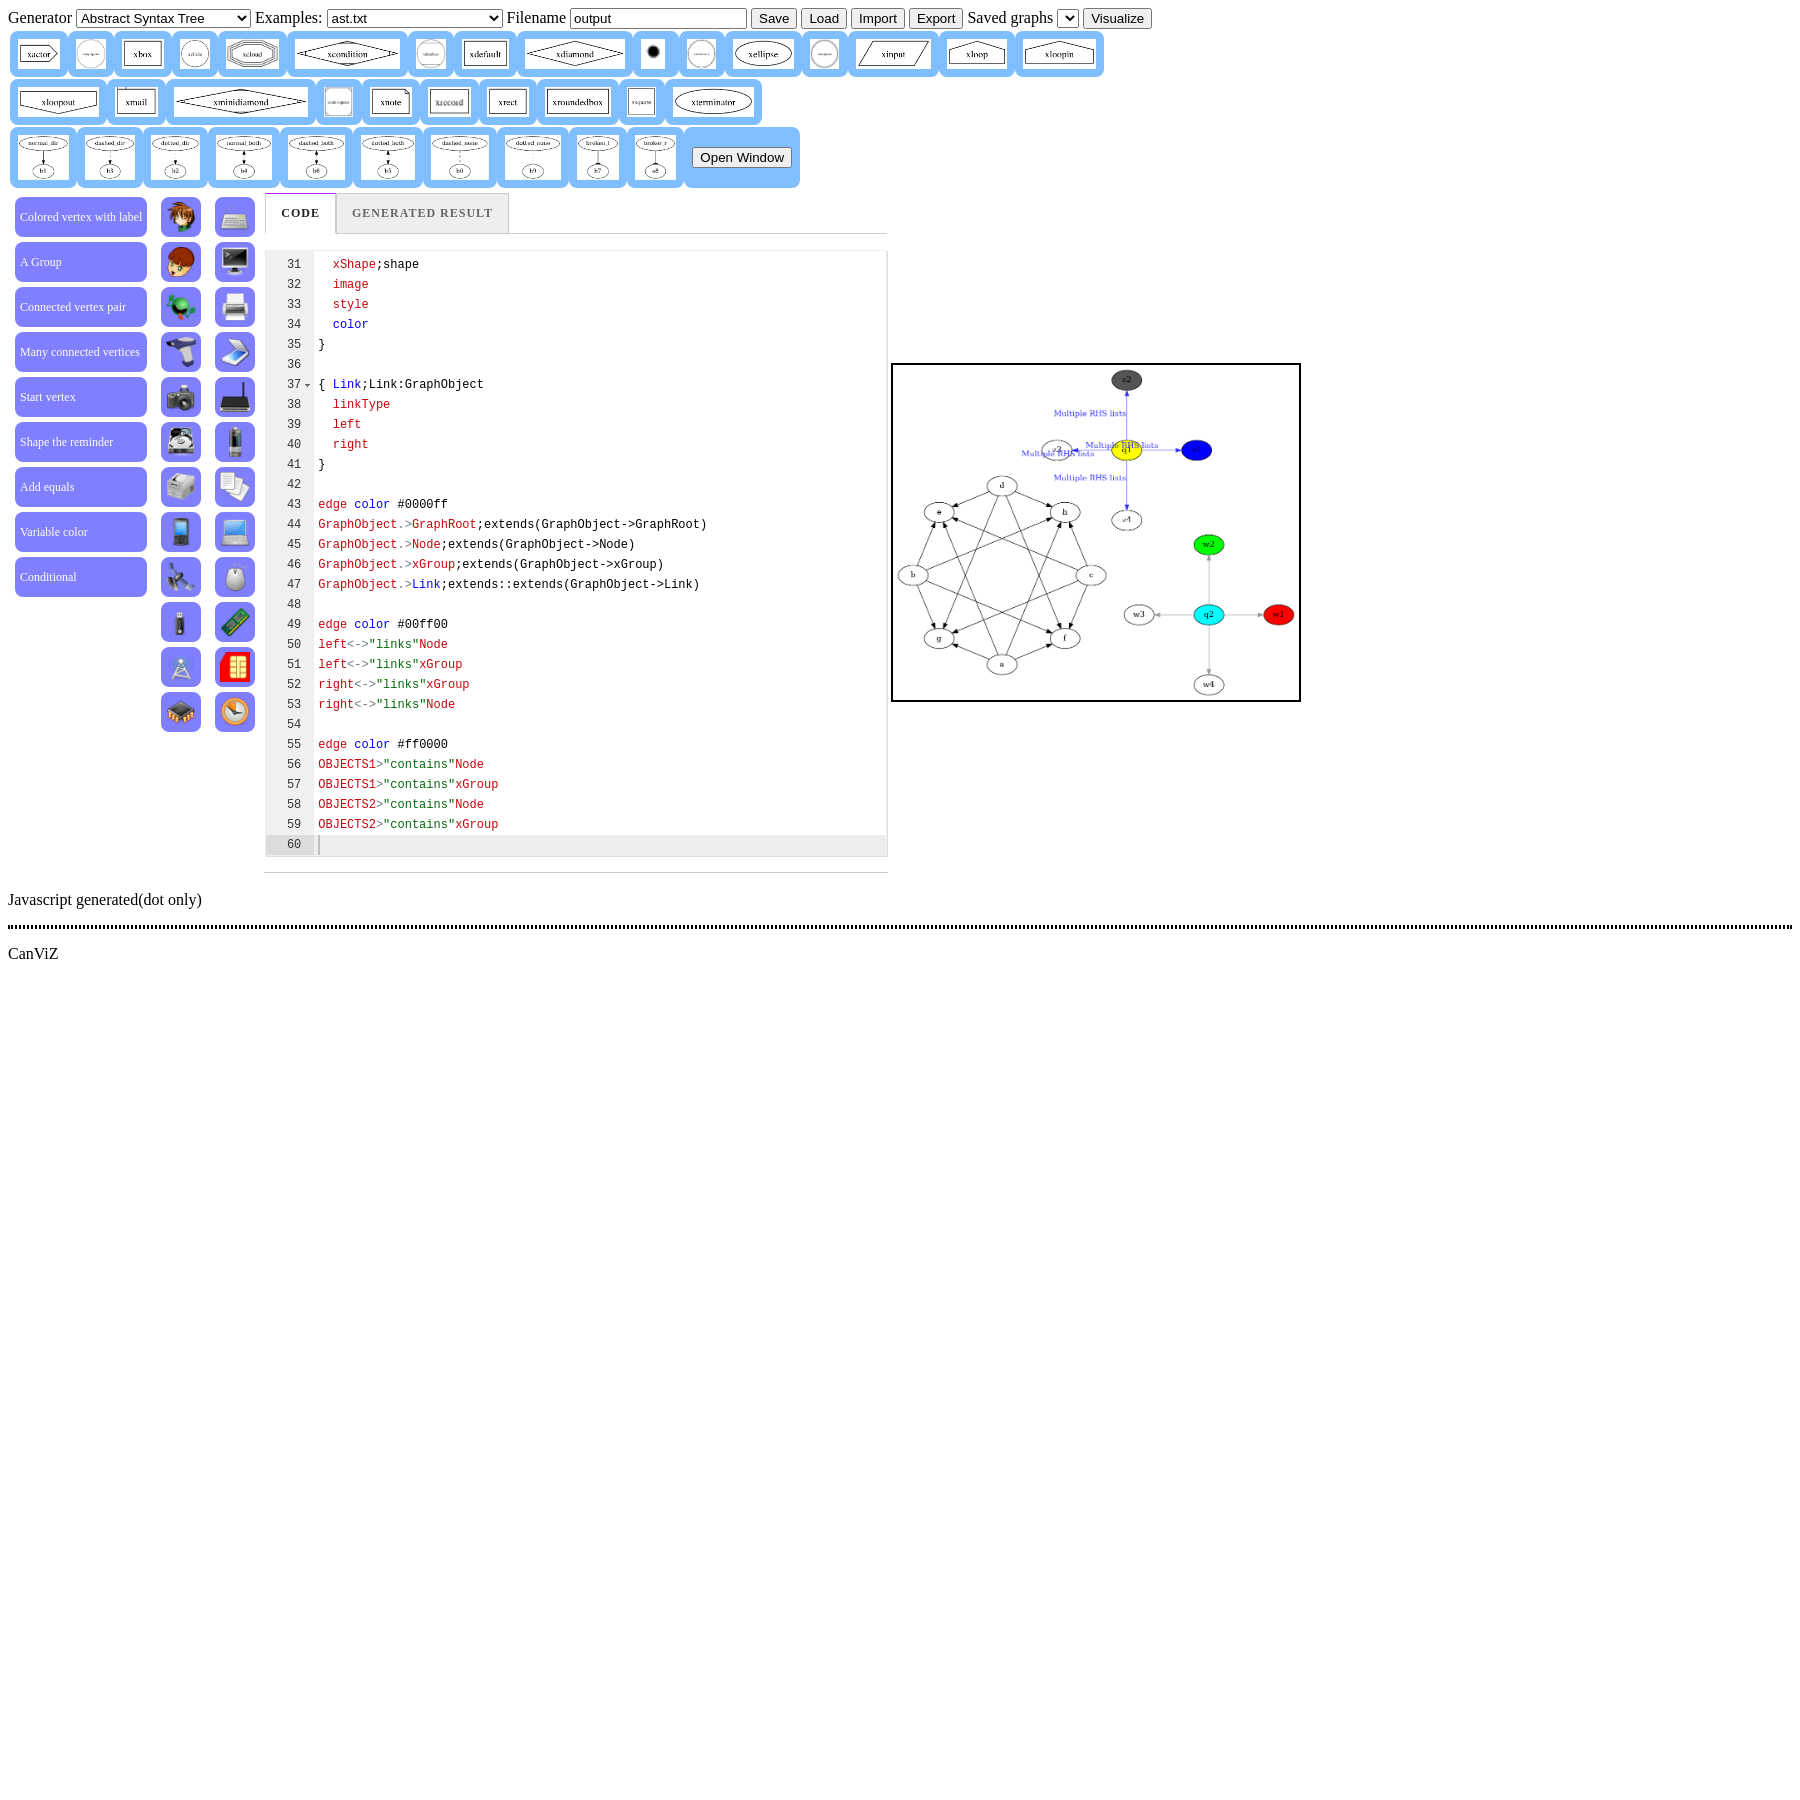 Generator Abstract Syntax Tree Examples: ast.txt Filename output Save Load Import Export Saved graphs Visualize
xactor xbox xcloud xcondition xdefault xdiamond xellipse xinput xloop xloopin
xloopout xmail xminidiamond xnote xrecord xrect xroundedbox xsquare xterminator
normal_dir dashed_dir dotted_dir normal_both dashed_both dotted_both dashed_none dotted_none broken_l broker_r
b1 b3 b2 b4 b6 b5 b0 b9 b7 a8
Open Window
Colored vertex with label
A Group
Connected vertex pair
Many connected vertices
Start vertex
Shape the reminder
Add equals
Variable color
Conditional
CODE GENERATED RESULT
31 xShape;shape
32 image
33 style
34 color
35 }
36
37 { Link;Link:GraphObject
38 linkType
39 left
40 right
41 }
42
43 edge color #0000ff
44 GraphObject.>GraphRoot;extends(GraphObject->GraphRoot)
45 GraphObject.>Node;extends(GraphObject->Node)
46 GraphObject.>xGroup;extends(GraphObject->xGroup)
47 GraphObject.>Link;extends::extends(GraphObject->Link)
48
49 edge color #00ff00
50 left<->"links"Node
51 left<->"links"xGroup
52 right<->"links"xGroup
53 right<->"links"Node
54
55 edge color #ff0000
56 OBJECTS1>"contains"Node
57 OBJECTS1>"contains"xGroup
58 OBJECTS2>"contains"Node
59 OBJECTS2>"contains"xGroup
60
z2
Multiple RHS lists
Multiple RHS lists
z3 q1
Multiple RHS lists
Multiple RHS lists
z4
d
e h
b c
g f
a
w2
w3 q2 w1
w4
Javascript generated(dot only)
CanViZ